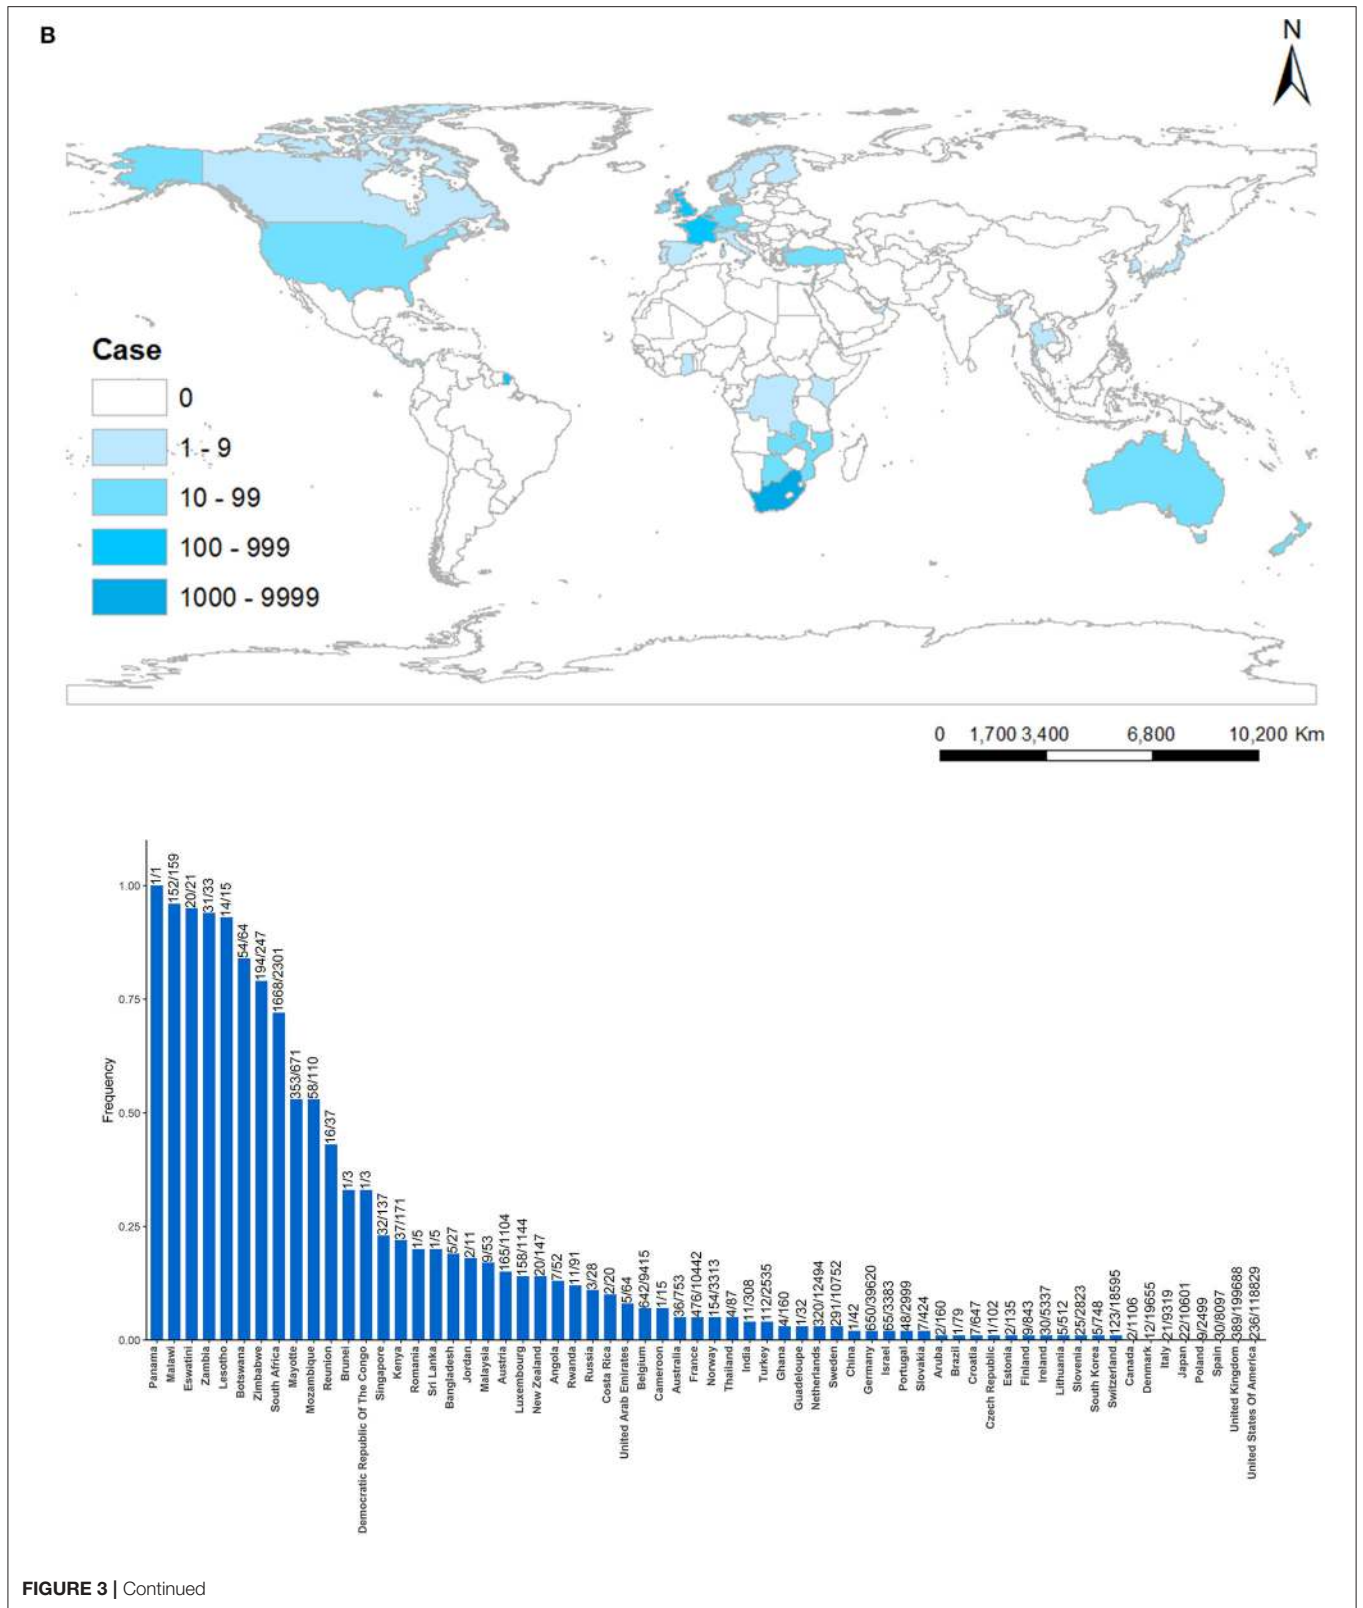 B
N
Case
0
1 - 9
10 - 99
100 - 999
1000 - 9999
0 1,700 3,400 6,800 10,200 Km
Frequency
1.00
0.75
0.50
0.25
0.00
1/1
152/159
20/21
31/33
14/15
54/64
194/247
1668/2301
353/671
58/110
16/37
1/3
1/3
32/137
37/171
1/5
1/5
5/27
2/11
9/53
165/1104
158/1144
20/147
7/52
11/91
3/28
2/20
5/64
642/9415
1/15
36/753
476/10442
154/3313
4/87
11/308
112/2535
4/160
1/32
320/12494
291/10752
1/42
650/39620
65/3383
48/2999
7/424
2/160
1/79
7/647
1/102
2/135
9/843
30/5337
5/512
25/2823
5/748
123/18595
2/1106
12/19655
21/9319
22/10601
9/2499
30/8097
389/199688
236/118829
Panama
Malawi
Eswatini
Zambia
Lesotho
Botswana
Zimbabwe
South Africa
Mayotte
Mozambique
Reunion
Brunei
Democratic Republic Of The Congo
Singapore
Kenya
Romania
Sri Lanka
Bangladesh
Jordan
Malaysia
Austria
Luxembourg
New Zealand
Angola
Rwanda
Russia
Costa Rica
United Arab Emirates
Belgium
Cameroon
Australia
France
Norway
Thailand
India
Turkey
Ghana
Guadeloupe
Netherlands
Sweden
China
Germany
Israel
Portugal
Slovakia
Aruba
Brazil
Croatia
Czech Republic
Estonia
Finland
Ireland
Lithuania
Slovenia
South Korea
Switzerland
Canada
Denmark
Italy
Japan
Poland
Spain
United Kingdom
United States Of America
FIGURE 3 | Continued